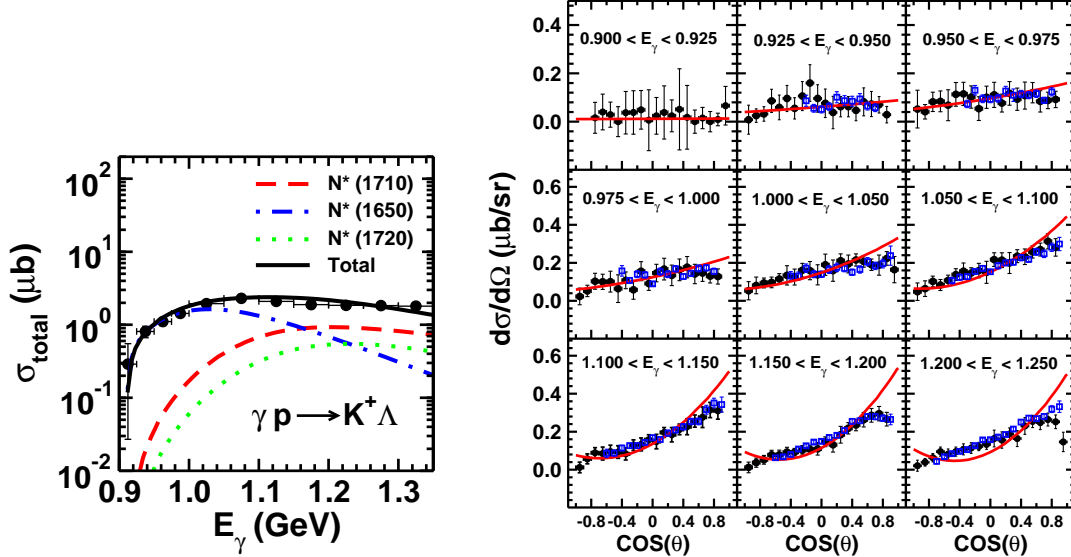 10²
10¹
10⁰
10⁻¹
10⁻²
σtotal (μb)
N* (1710)
N* (1650)
N* (1720)
Total
γ p → K⁺Λ
0.9 1.0 1.1 1.2 1.3
Eγ (GeV)
dσ/dΩ (μb/sr)
0.4
0.2
0.0
0.900 < Eγ < 0.925
0.925 < Eγ < 0.950
0.950 < Eγ < 0.975
0.6
0.4
0.2
0.0
0.975 < Eγ < 1.000
1.000 < Eγ < 1.050
1.050 < Eγ < 1.100
0.6
0.4
0.2
0.0
1.100 < Eγ < 1.150
1.150 < Eγ < 1.200
1.200 < Eγ < 1.250
-0.8 -0.4 0 0.4 0.8 -0.8 -0.4 0 0.4 0.8 -0.8 -0.4 0 0.4 0.8
COS(θ) COS(θ) COS(θ)